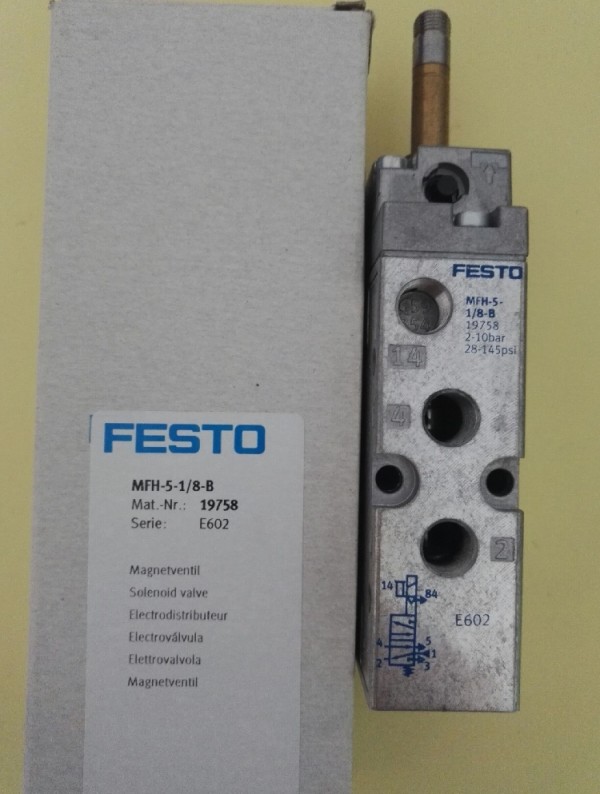 FESTO
MFH-5-1/8-B
Mat.-Nr.: 19758
Serie: E602
Magnetventil
Solenoid valve
Electrodistributeur
Electroválvula
Elettrovalvola
Magnetventil
FESTO
MFH-5-
1/8-B
19758
2-10bar
28-145psi
14
4
2
14
84
4
5
1
2
3
E602